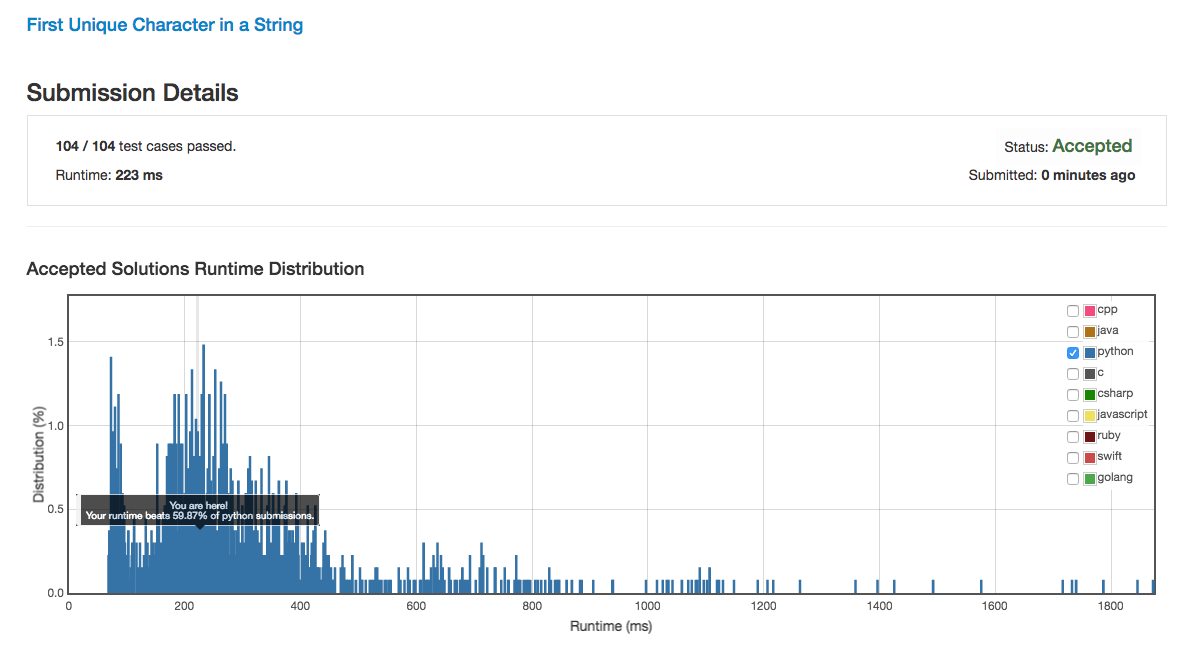 First Unique Character in a String
Submission Details
104 / 104 test cases passed.
Status: Accepted
Runtime: 223 ms
Submitted: 0 minutes ago
Accepted Solutions Runtime Distribution
cpp
java
python
c
csharp
javascript
ruby
swift
golang
1.5
1.0
0.5
0.0
Distribution (%)
You are here!
Your runtime beats 59.87% of python submissions.
0 200 400 600 800 1000 1200 1400 1600 1800
Runtime (ms)